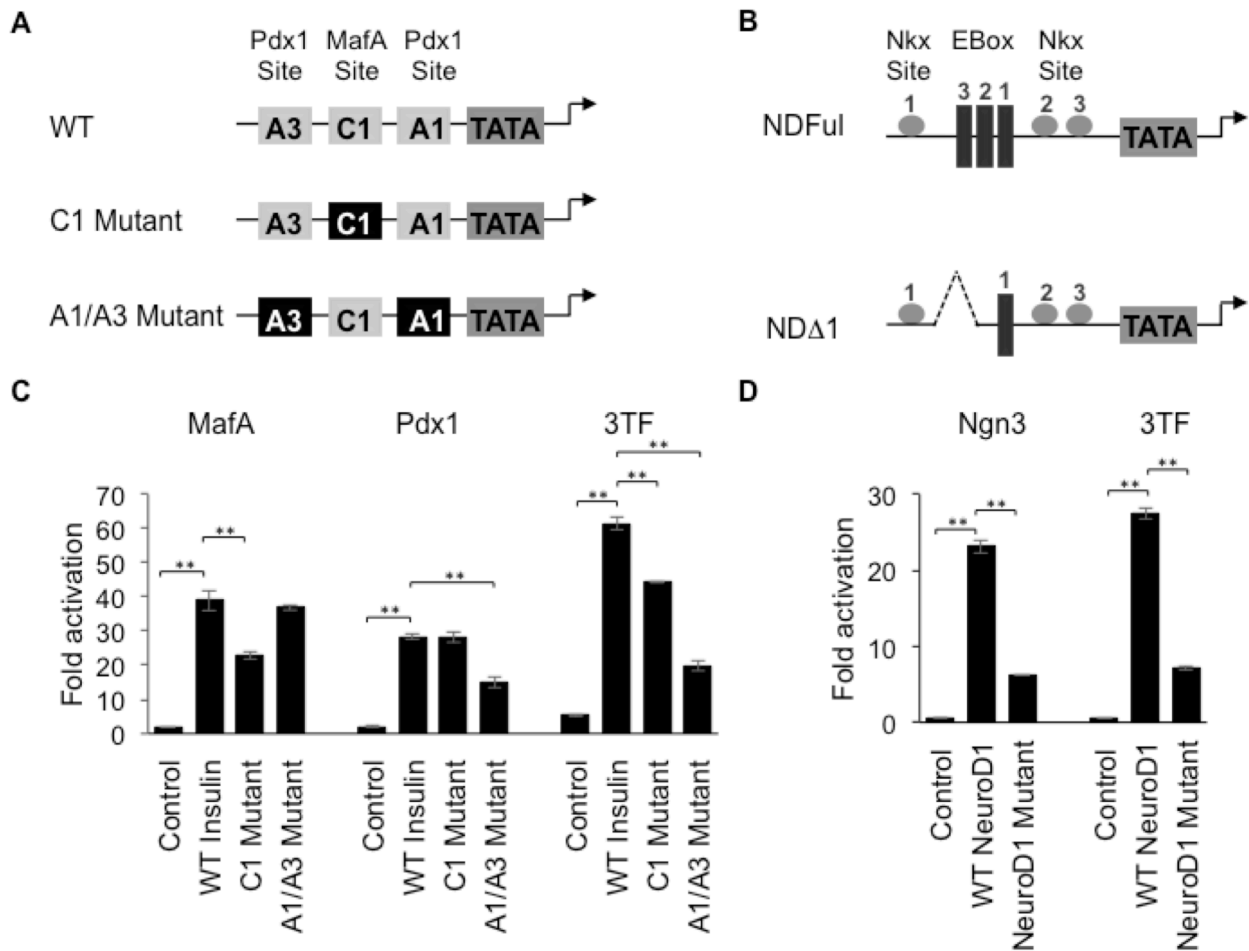 A
Pdx1 MafA Pdx1
Site Site Site
WT A3 C1 A1 TATA
C1 Mutant A3 C1 A1 TATA
A1/A3 Mutant A3 C1 A1 TATA
B
Nkx EBox Nkx
Site Site
1 3 2 1 2 3
NDFul TATA
1 1 2 3
NDΔ1 TATA
C
MafA Pdx1 3TF
Fold activation
70
60
50
40
30
20
10
0
** ** ** ** ** ** **
Control
WT Insulin
C1 Mutant
A1/A3 Mutant
Control
WT Insulin
C1 Mutant
A1/A3 Mutant
Control
WT Insulin
C1 Mutant
A1/A3 Mutant
D
Ngn3 3TF
Fold activation
30
20
10
0
** ** ** **
Control
WT NeuroD1
NeuroD1 Mutant
Control
WT NeuroD1
NeuroD1 Mutant